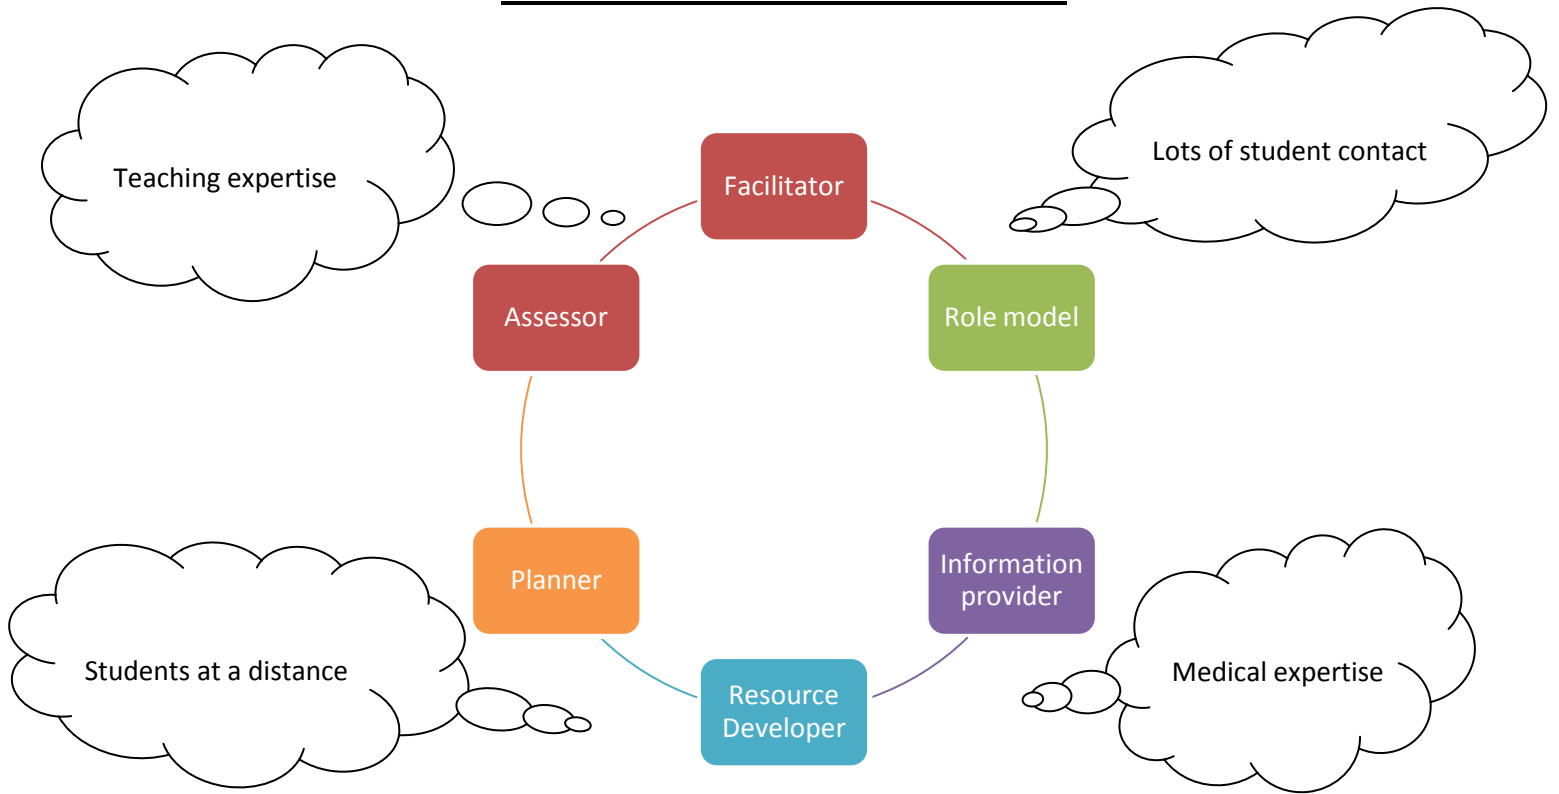 Lots of student contact
Teaching expertise
Facilitator
Assessor
Role model
Planner
Information
provider
Students at a distance
Medical expertise
Resource
Developer